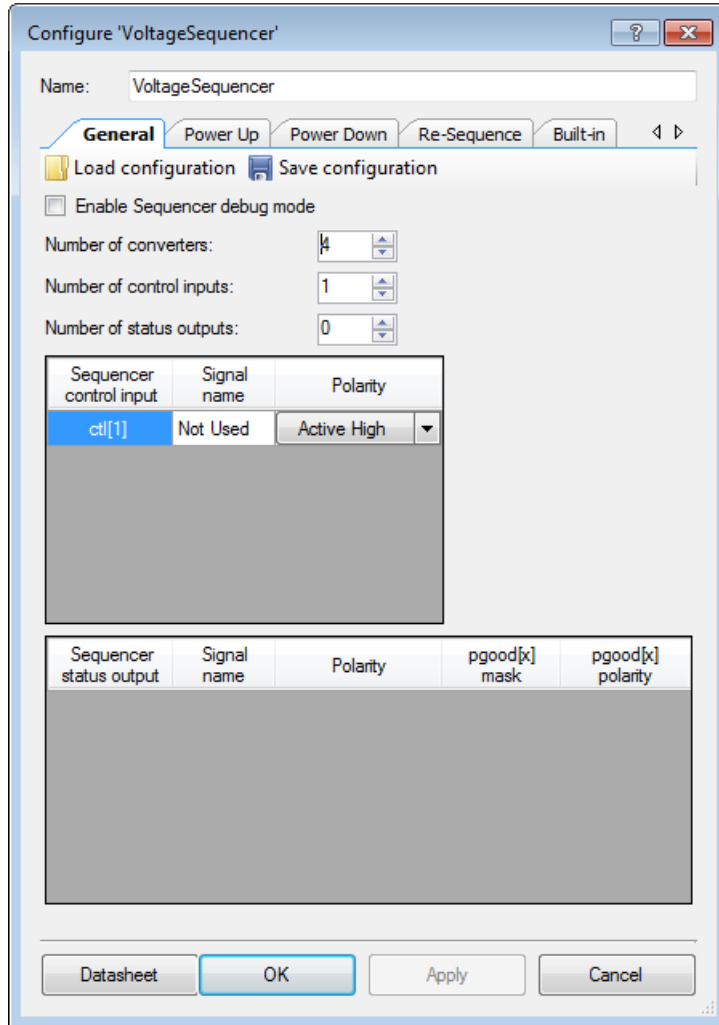 Configure 'VoltageSequencer'
?
Name: VoltageSequencer
General Power Up Power Down Re-Sequence Built-in
Load configuration Save configuration
Enable Sequencer debug mode
Number of converters: 4
Number of control inputs: 1
Number of status outputs: 0
Sequencer control input Signal name Polarity
ctl[1] Not Used Active High
Sequencer status output Signal name Polarity pgood[x] mask pgood[x] polarity
Datasheet OK Apply Cancel